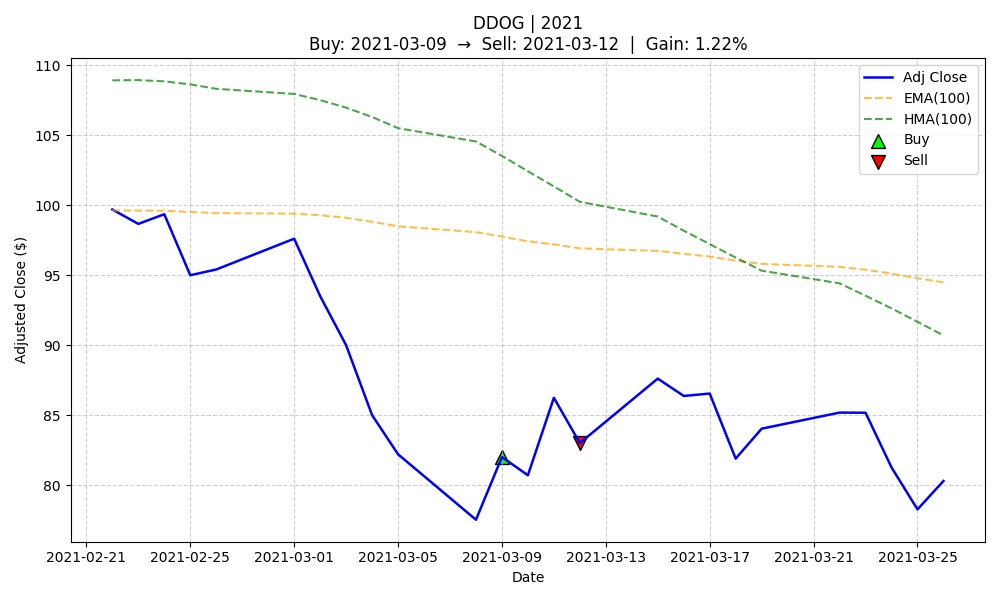 DDOG | 2021
Buy: 2021-03-09 → Sell: 2021-03-12 | Gain: 1.22%
Adj Close
EMA(100)
HMA(100)
Buy
Sell
Adjusted Close ($)
110
105
100
95
90
85
80
2021-02-21 2021-02-25 2021-03-01 2021-03-05 2021-03-09 2021-03-13 2021-03-17 2021-03-21 2021-03-25
Date